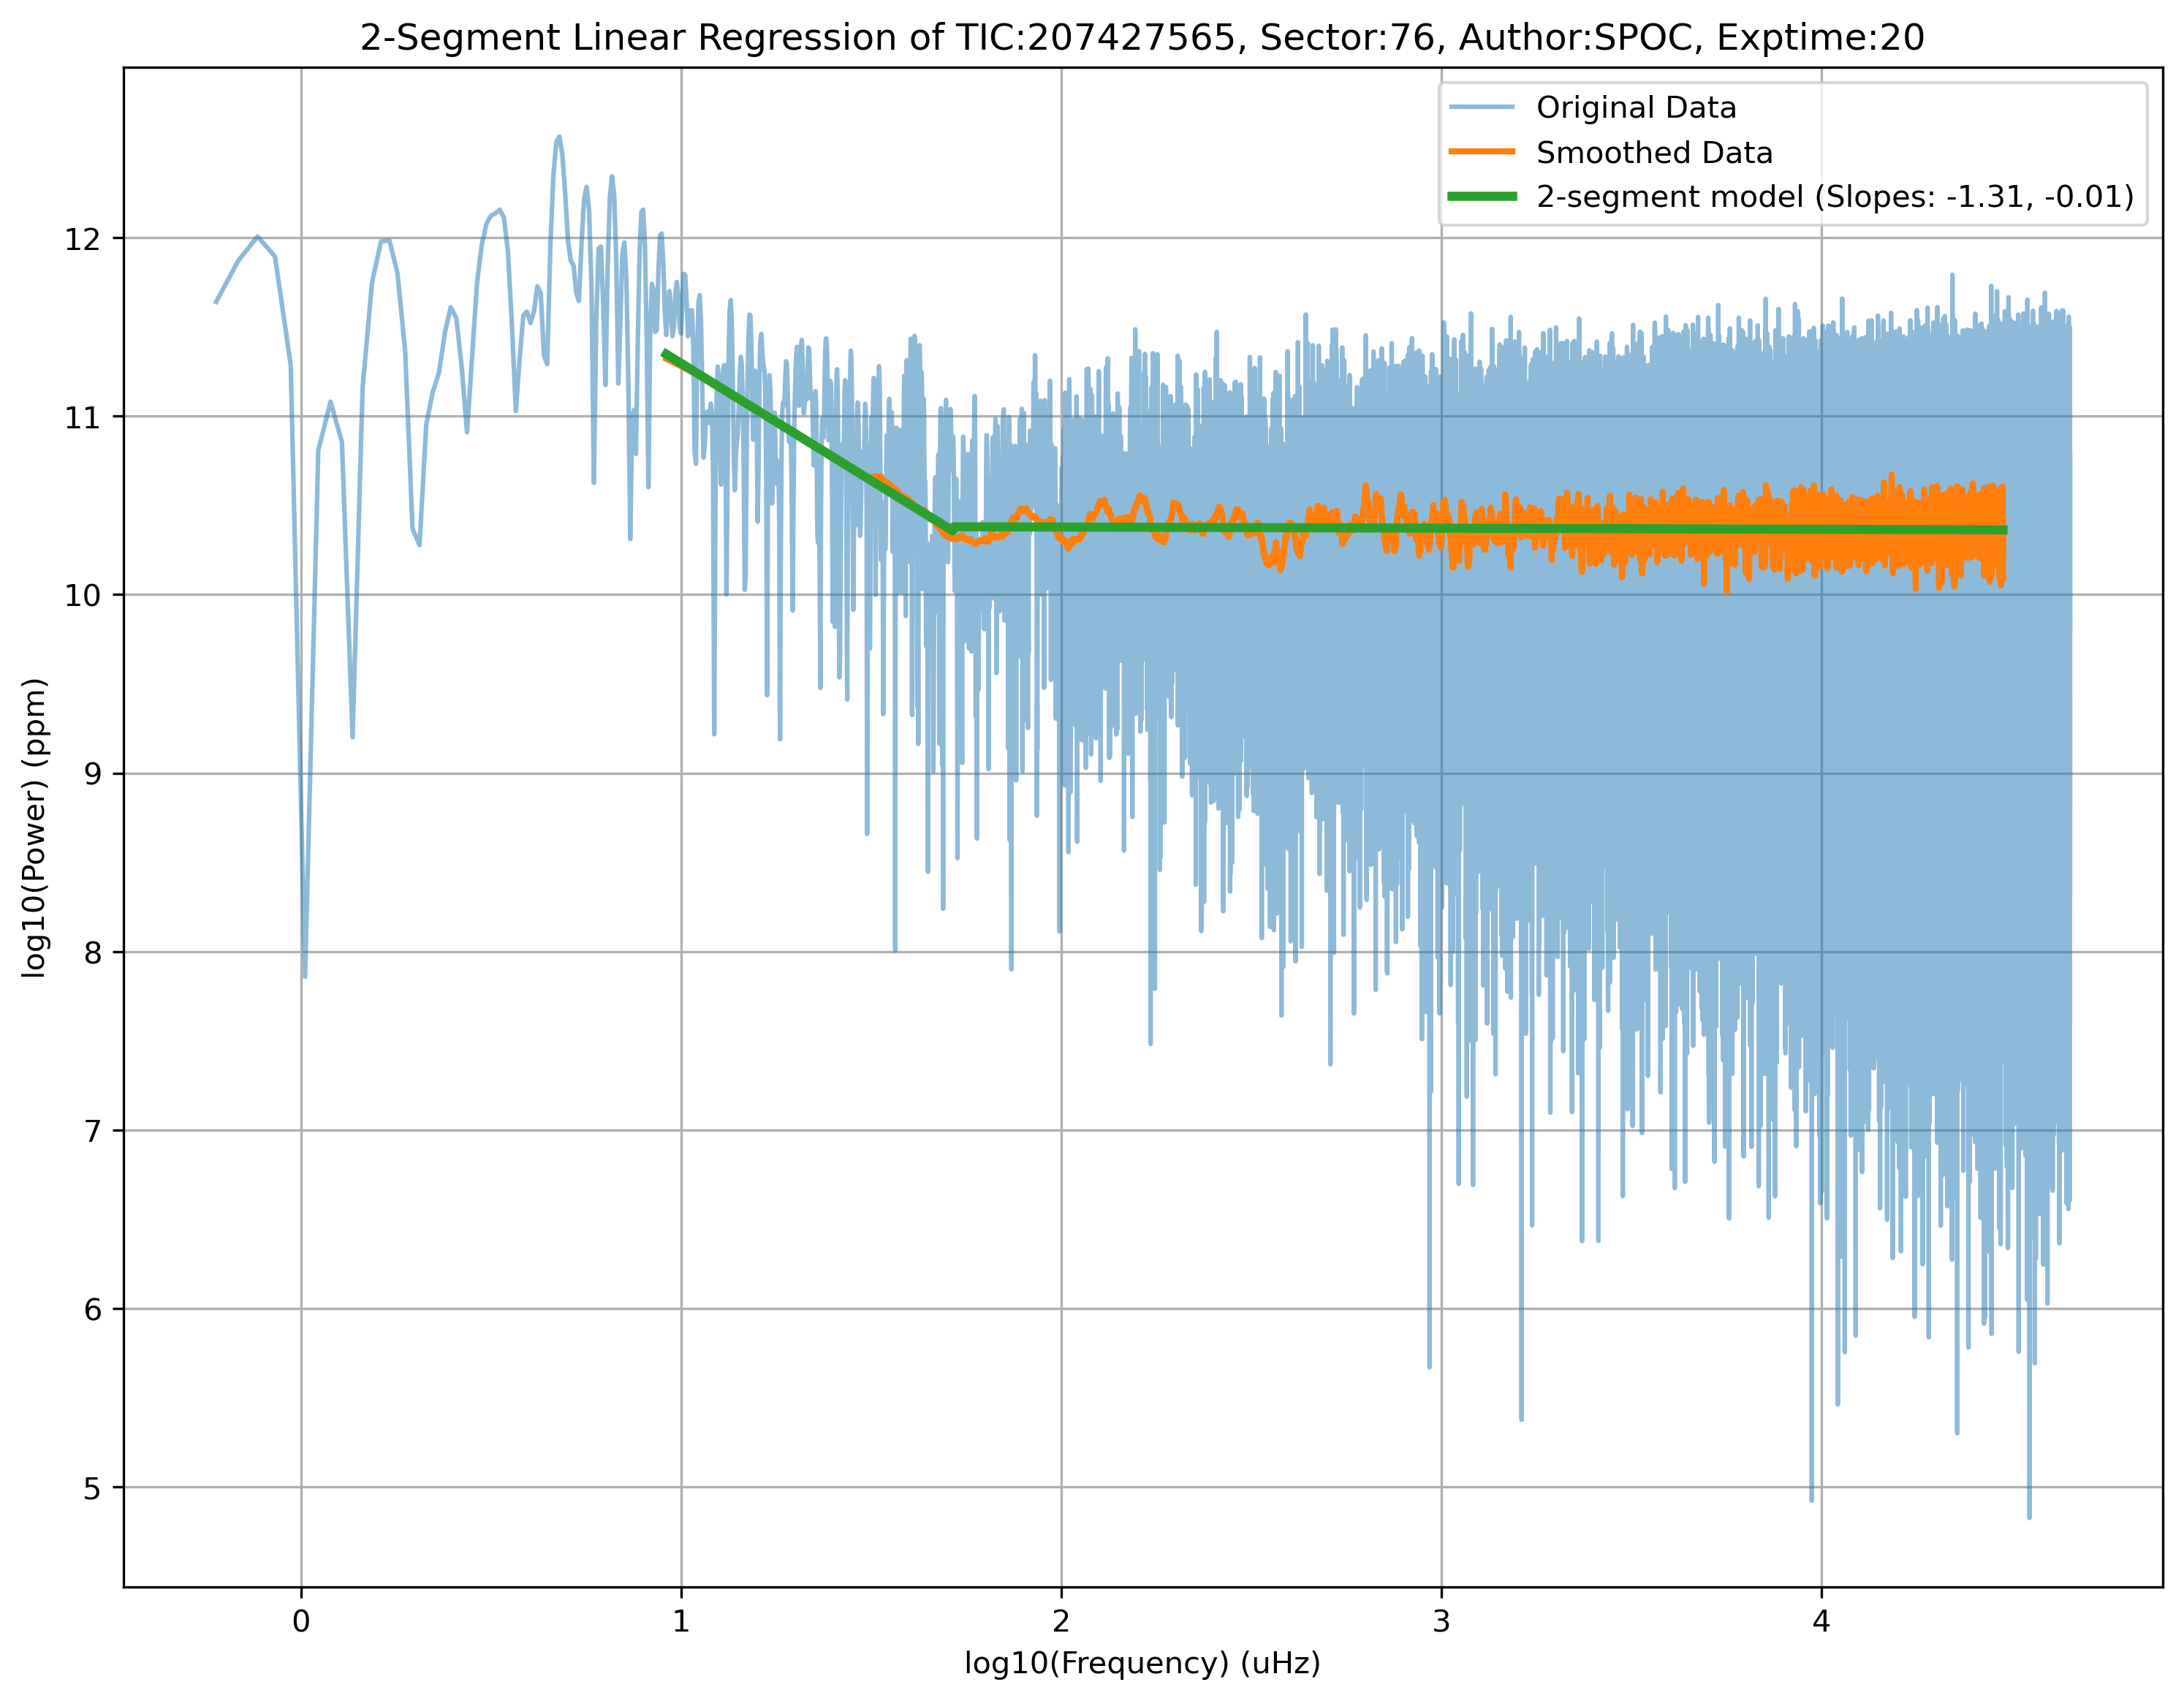 2-Segment Linear Regression of TIC:207427565, Sector:76, Author:SPOC, Exptime:20
Original Data
Smoothed Data
2-segment model (Slopes: -1.31, -0.01)
12
11
10
9
8
7
6
5
log10(Power) (ppm)
0 1 2 3 4
log10(Frequency) (uHz)